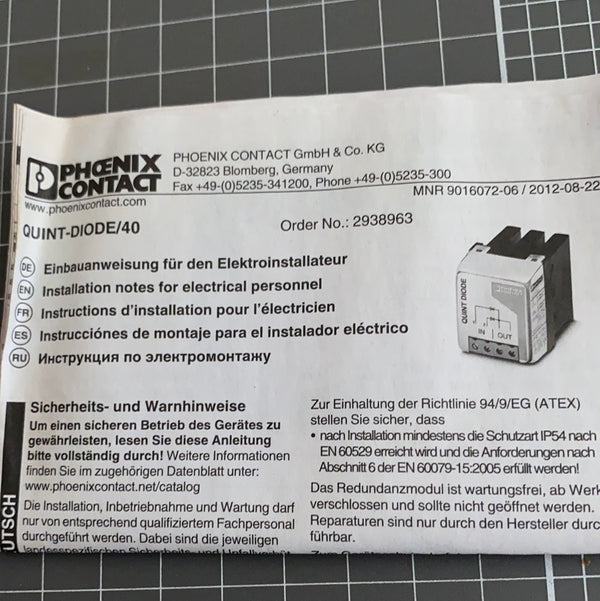 PHŒNIX
CONTACT
PHOENIX CONTACT GmbH & Co. KG
D-32823 Blomberg, Germany
Fax +49-(0)5235-341200, Phone +49-(0)5235-300
www.phoenixcontact.com
MNR 9016072-06 / 2012-08-22
QUINT-DIODE/40
Order No.: 2938963
DE Einbauanweisung für den Elektroinstallateur
EN Installation notes for electrical personnel
FR Instructions d'installation pour l'électricien
ES Instrucciónes de montaje para el instalador eléctrico
RU Инструкция по электромонтажу
QUINT DIODE
IN OUT
UTSCH
Sicherheits- und Warnhinweise
Um einen sicheren Betrieb des Gerätes zu
gewährleisten, lesen Sie diese Anleitung
bitte vollständig durch! Weitere Informationen
finden Sie im zugehörigen Datenblatt unter:
www.phoenixcontact.net/catalog
Die Installation, Inbetriebnahme und Wartung darf
nur von entsprechend qualifiziertem Fachpersonal
durchgeführt werden. Dabei sind die jeweiligen
landesspezifischen Sicherheits- und Unfallverhüt
Zur Einhaltung der Richtlinie 94/9/EG (ATEX)
stellen Sie sicher, dass
• nach Installation mindestens die Schutzart IP54 nach
EN 60529 erreicht wird und die Anforderungen nach
Abschnitt 6 der EN 60079-15:2005 erfüllt werden!
Das Redundanzmodul ist wartungsfrei, ab Werk
verschlossen und sollte nicht geöffnet werden.
Reparaturen sind nur durch den Hersteller durc
führbar.